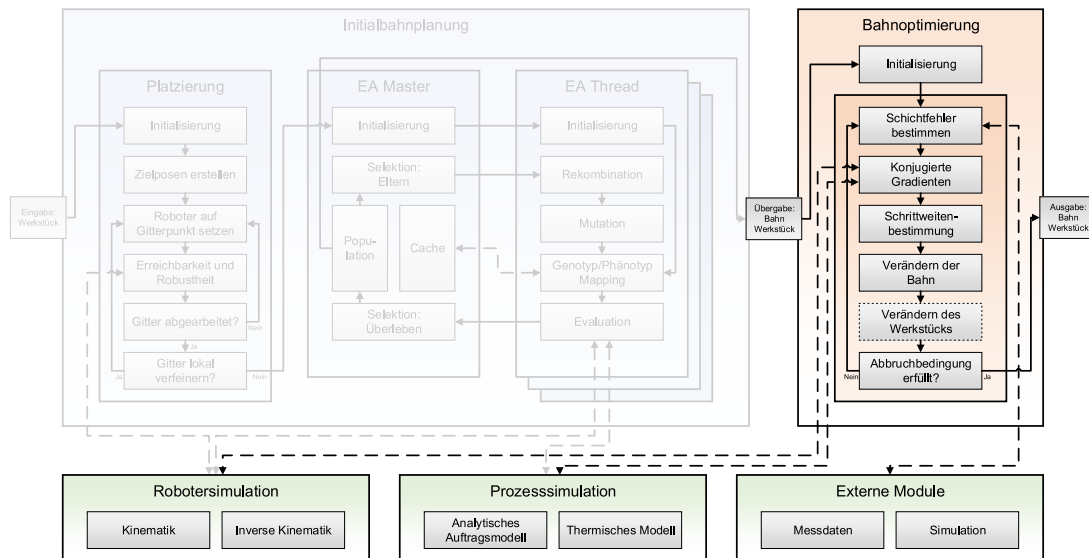 Initialbahnplanung
Platzierung
Initialisierung
Zielposen erstellen
Roboter auf
Gitterpunkt setzen
Erreichbarkeit und
Robustheit
Gitter abgearbeitet?
Nein
Ja
Gitter lokal
verfeinern?
Ja
Nein
Eingabe:
Werkstück
EA Master
Initialisierung
Selektion:
Eltern
Popu-
lation
Cache
Selektion:
Überleben
EA Thread
Initialisierung
Rekombination
Mutation
Genotyp/Phänotyp
Mapping
Evaluation
Übergabe:
Bahn
Werkstück
Bahnoptimierung
Initialisierung
Schichtfehler
bestimmen
Konjugierte
Gradienten
Schrittweiten-
bestimmung
Verändern der
Bahn
Verändern des
Werkstücks
Abbruchbedingung
erfüllt?
Nein
Ja
Ausgabe:
Bahn
Werkstück
Robotersimulation
Kinematik
Inverse Kinematik
Prozesssimulation
Analytisches
Auftragsmodell
Thermisches Modell
Externe Module
Messdaten
Simulation